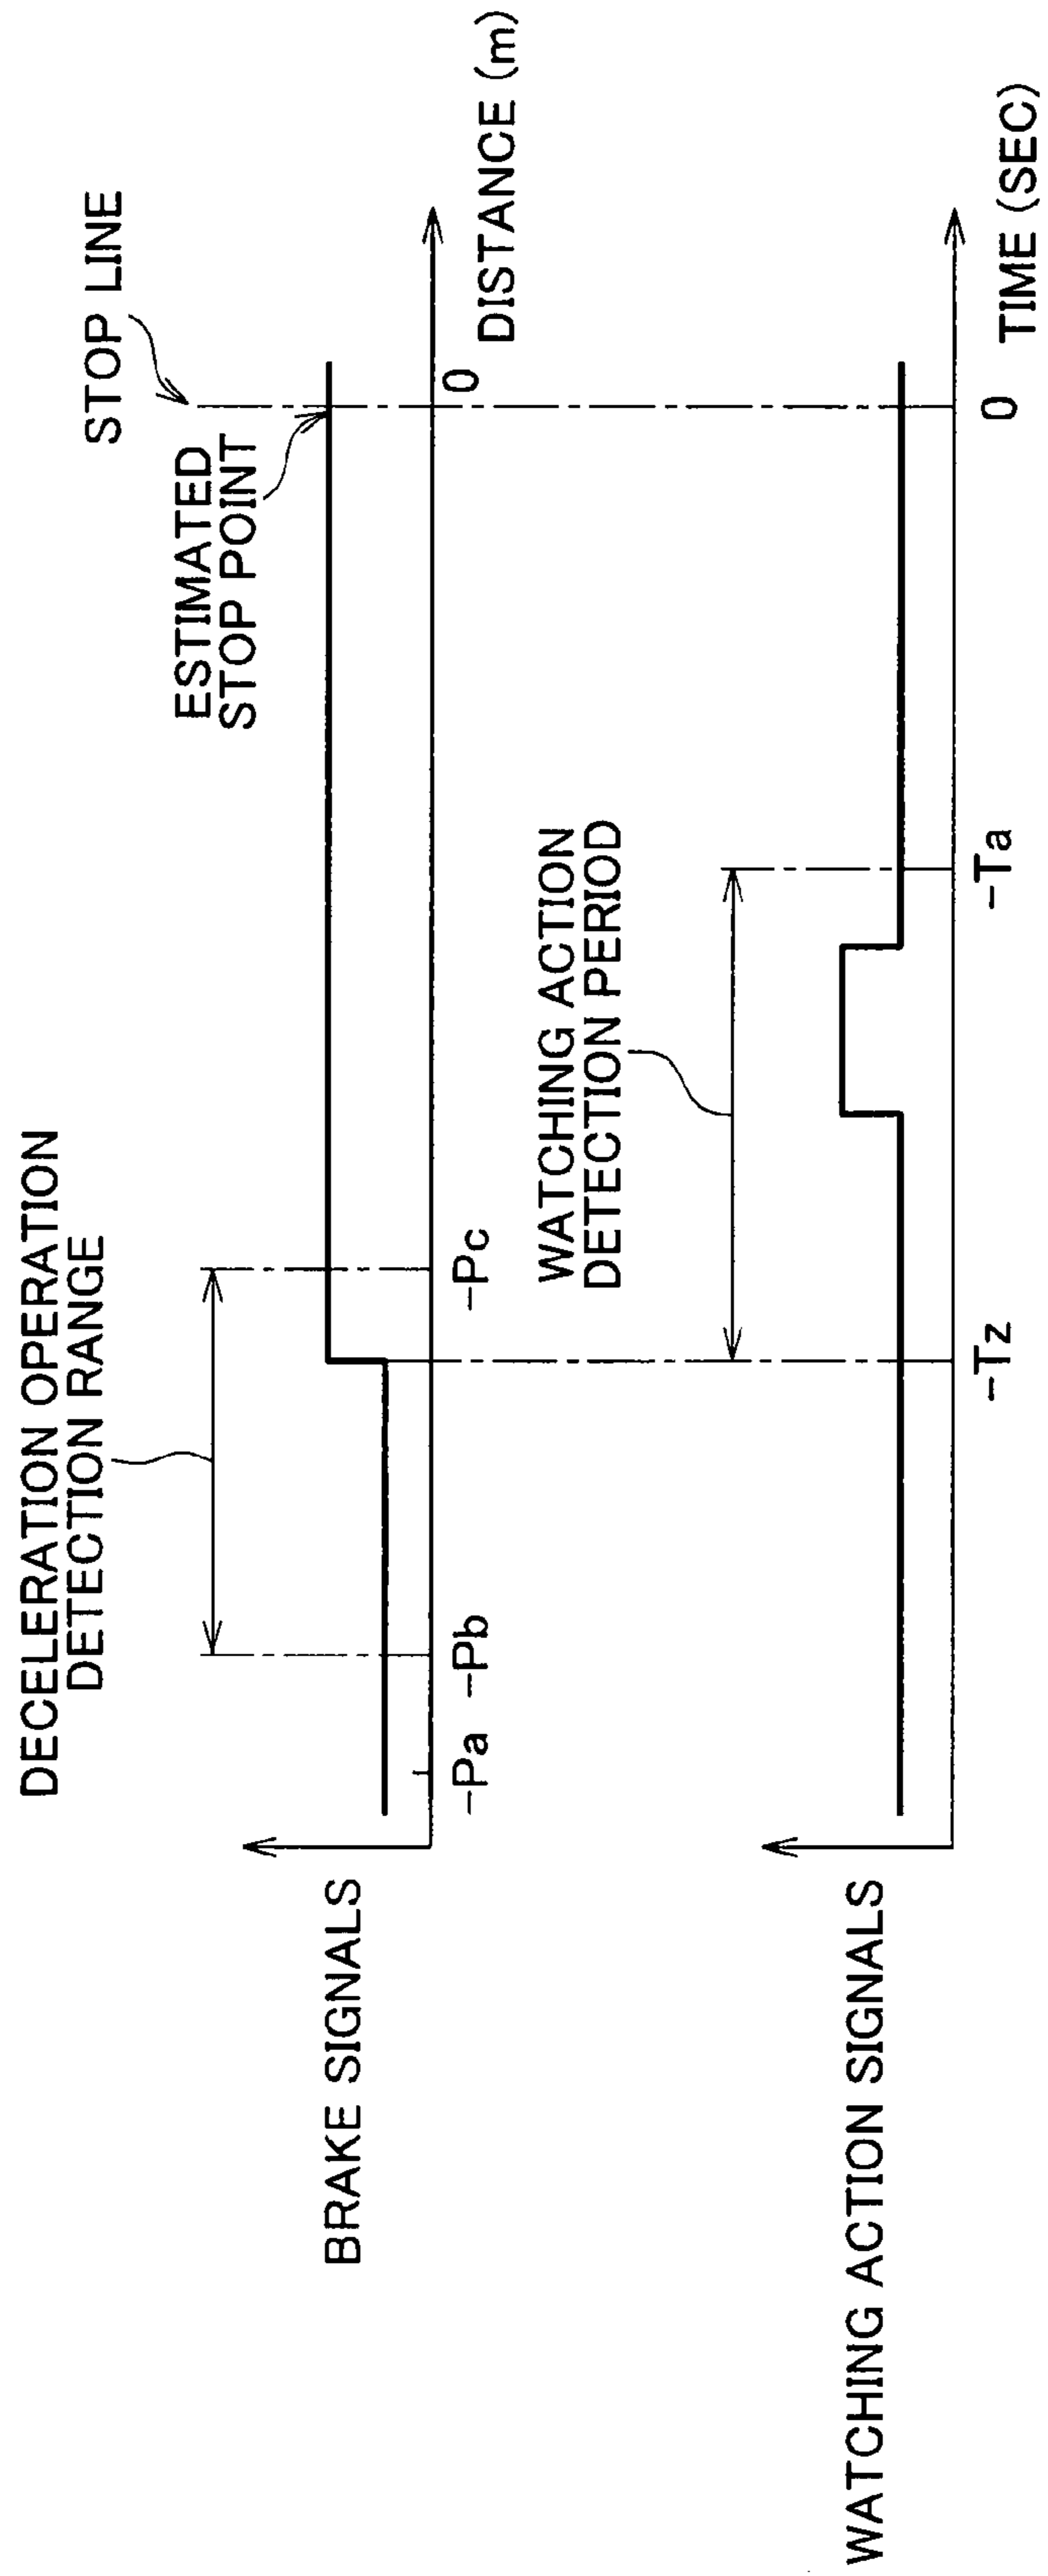 DECELERATION OPERATION
DETECTION RANGE
STOP LINE
ESTIMATED
STOP POINT
BRAKE SIGNALS
-Pa
-Pb
-Pc
0
DISTANCE (m)
WATCHING ACTION
DETECTION PERIOD
WATCHING ACTION SIGNALS
-Tz
-Ta
0
TIME (SEC)